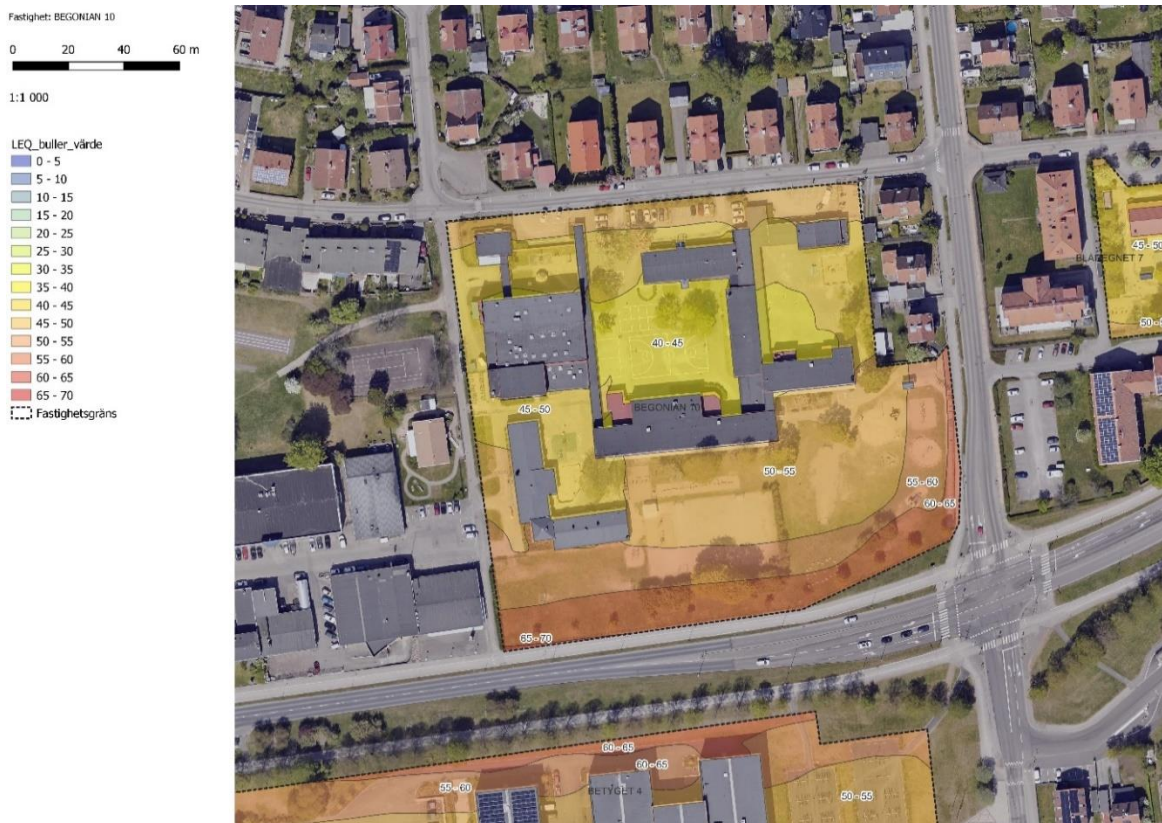 Fastighet: BEGONIAN 10
0 20 40 60 m
1:1 000
LEQ_buller_värde
0 - 5
5 - 10
10 - 15
15 - 20
20 - 25
25 - 30
30 - 35
35 - 40
40 - 45
45 - 50
50 - 55
55 - 60
60 - 65
65 - 70
Fastighetsgräns
45 - 50
40 - 45
50 -
45 - 50
BEGONIAN 10
50 - 55
55 - 60
60 - 65
65 - 70
60 - 65
60 - 65
55 - 60
BETYGET 4
50 - 55